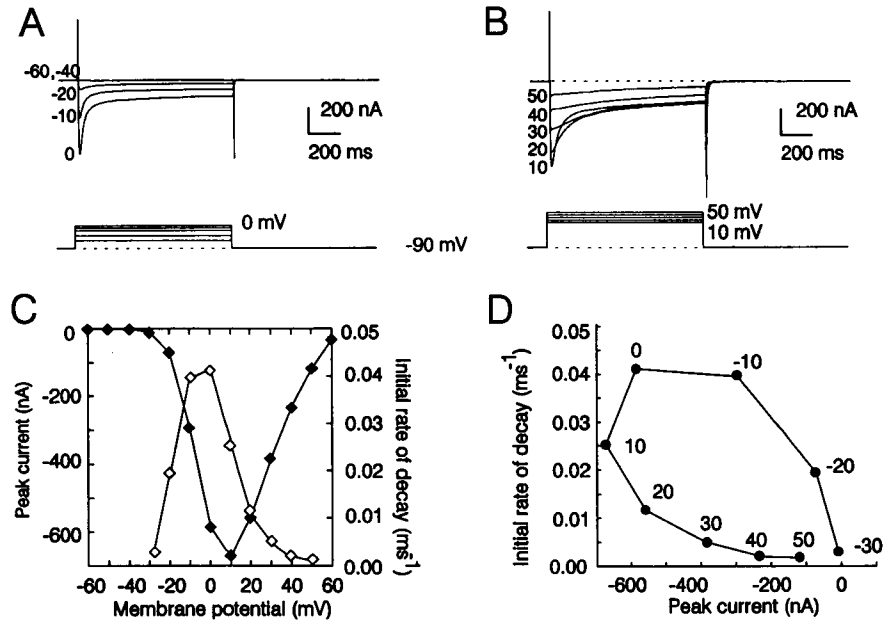 A
-60,-40
-20
-10
0
200 nA
200 ms
0 mV
-90 mV
B
50
40
30
20
10
200 nA
200 ms
50 mV
10 mV
C
0
-200
-400
-600
Peak current (nA)
0.05
0.04
0.03
0.02
0.01
0.00
Initial rate of decay (ms-1)
-60 -40 -20 0 20 40 60
Membrane potential (mV)
D
0.05
0.04
0.03
0.02
0.01
0.00
Initial rate of decay (ms-1)
0
-10
10
-20
20
30
40
50
-30
-600 -400 -200 0
Peak current (nA)